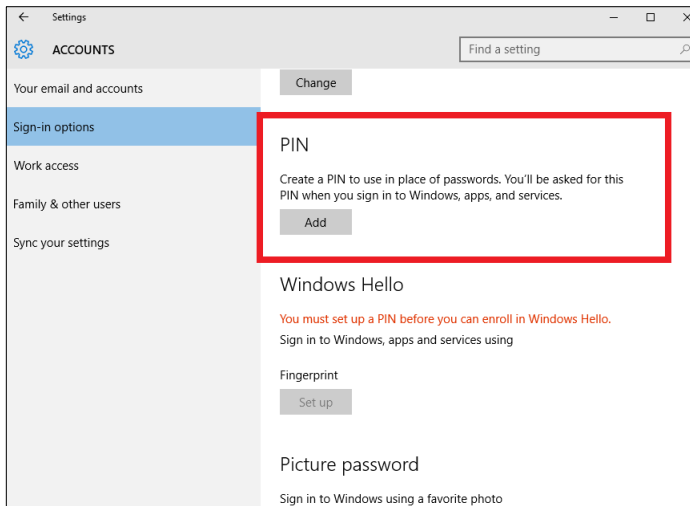 Settings
ACCOUNTS
Find a setting
Your email and accounts
Sign-in options
Work access
Family & other users
Sync your settings
Change
PIN
Create a PIN to use in place of passwords. You'll be asked for this
PIN when you sign in to Windows, apps, and services.
Add
Windows Hello
You must set up a PIN before you can enroll in Windows Hello.
Sign in to Windows, apps and services using
Fingerprint
Set up
Picture password
Sign in to Windows using a favorite photo